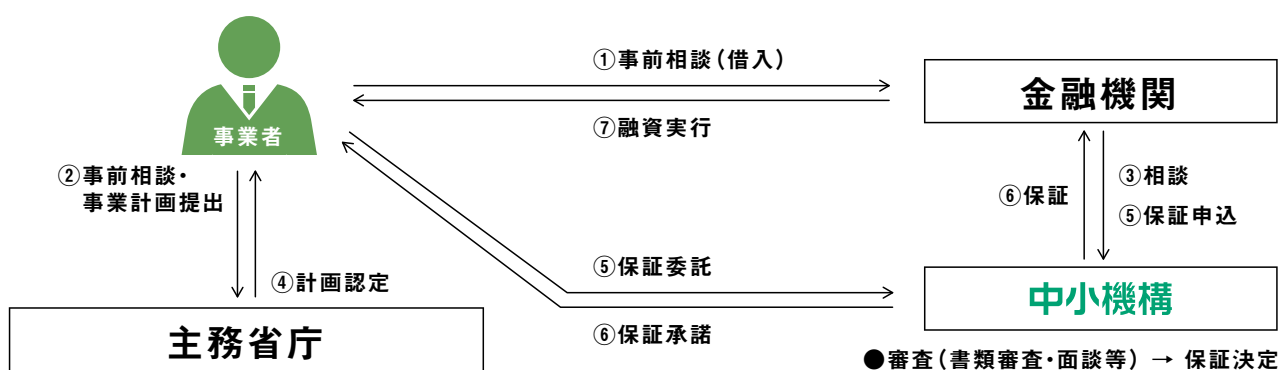 ①事前相談（借入）
金融機関
事業者
⑦融資実行
②事前相談・
事業計画提出
⑥保証
③相談
⑤保証申込
④計画認定
⑤保証委託
中小機構
主務省庁
⑥保証承諾
●審査（書類審査・面談等） → 保証決定